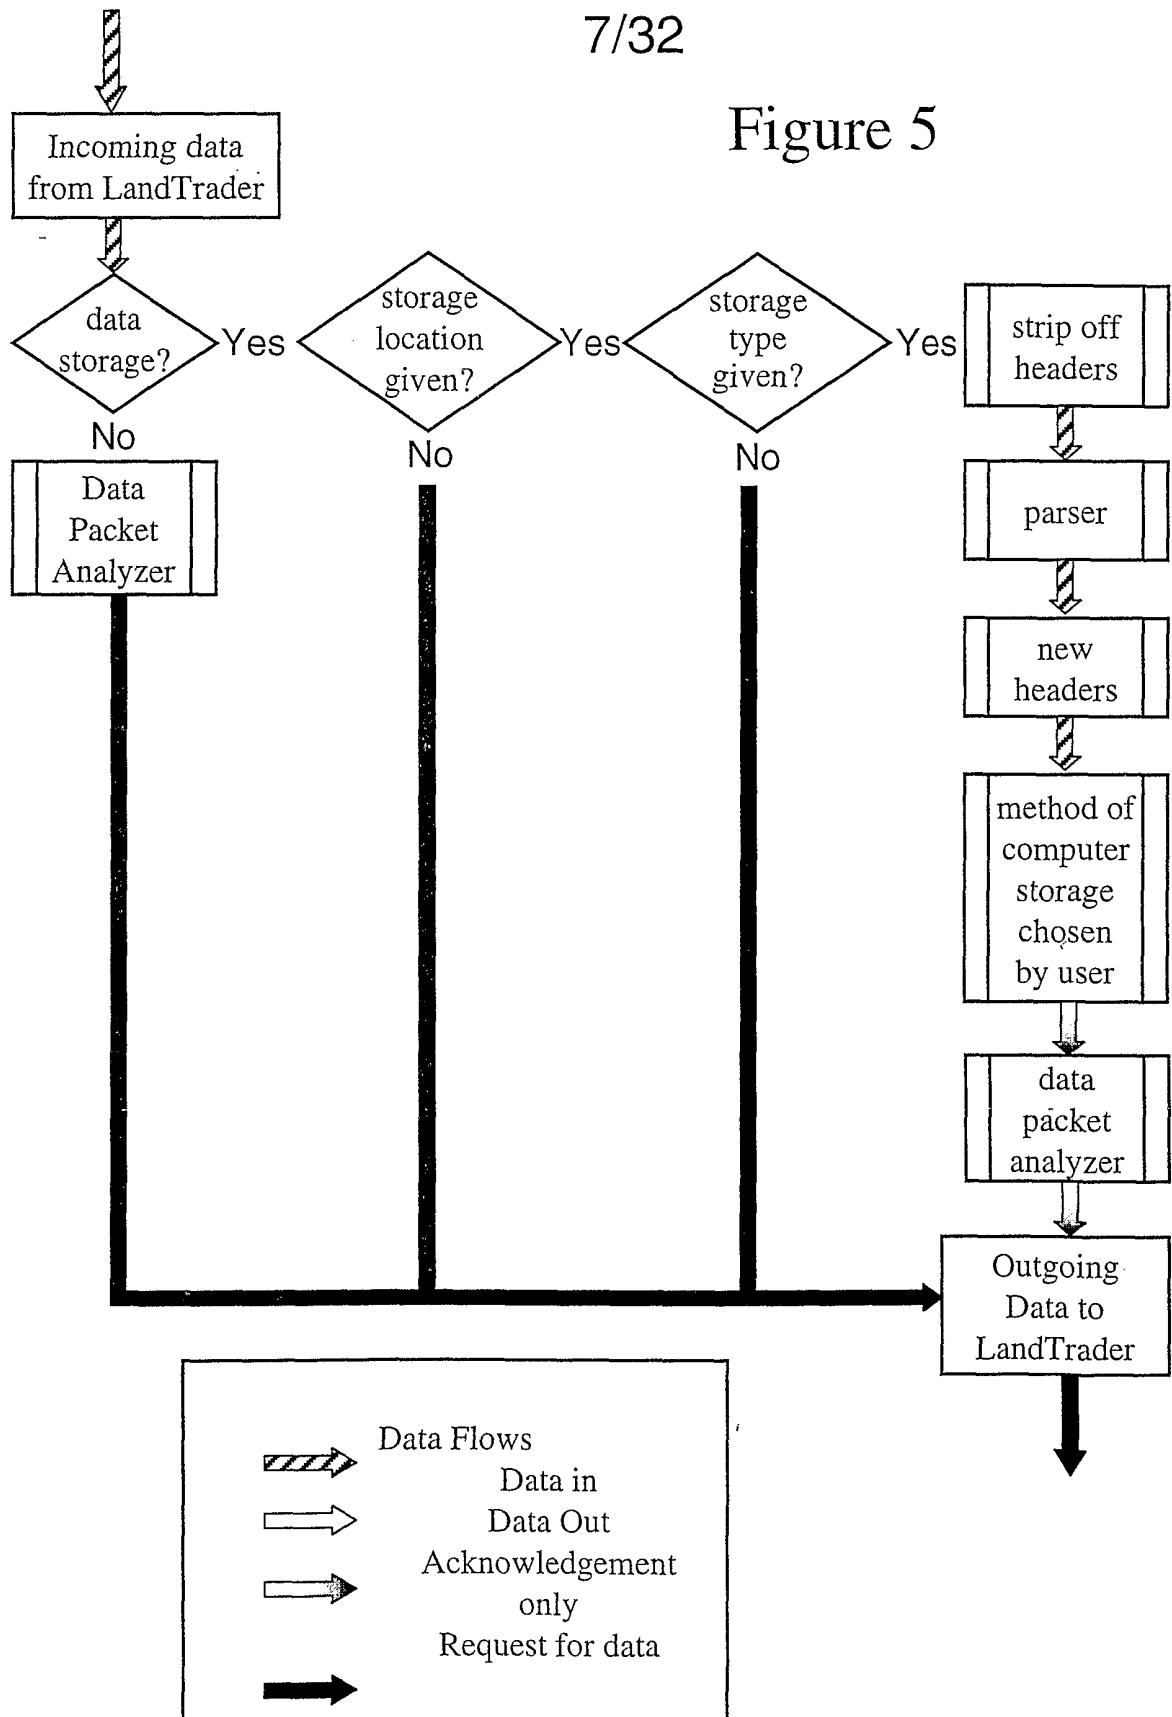 7/32
Figure 5
Incoming data
from LandTrader
data
storage?
Yes
storage
location
given?
Yes
storage
type
given?
Yes
strip off
headers
No
No
No
Data
Packet
Analyzer
parser
new
headers
method of
computer
storage
chosen
by user
data
packet
analyzer
Outgoing
Data to
LandTrader
Data Flows
Data in
Data Out
Acknowledgement
only
Request for data